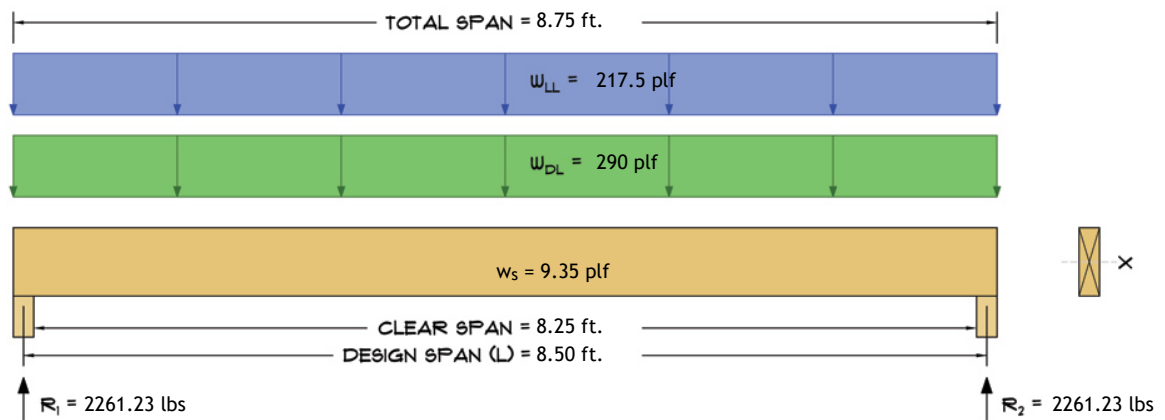 TOTAL SPAN = 8.75 ft.
wLL = 217.5 plf
wDL = 290 plf
ws = 9.35 plf
X
CLEAR SPAN = 8.25 ft.
DESIGN SPAN (L) = 8.50 ft.
R1 = 2261.23 lbs
R2 = 2261.23 lbs